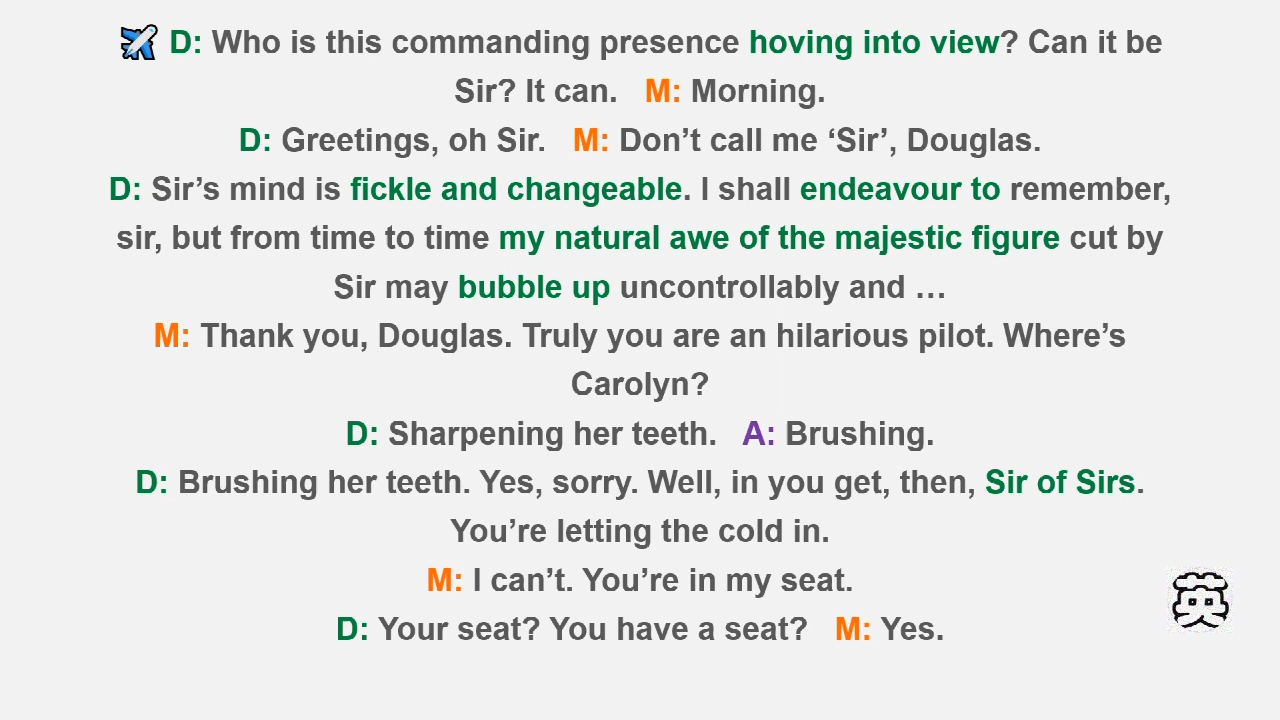 D: Who is this commanding presence hoving into view? Can it be
Sir? It can. M: Morning.
D: Greetings, oh Sir. M: Don’t call me ‘Sir’, Douglas.
D: Sir’s mind is fickle and changeable. I shall endeavour to remember,
sir, but from time to time my natural awe of the majestic figure cut by
Sir may bubble up uncontrollably and …
M: Thank you, Douglas. Truly you are an hilarious pilot. Where’s
Carolyn?
D: Sharpening her teeth. A: Brushing.
D: Brushing her teeth. Yes, sorry. Well, in you get, then, Sir of Sirs.
You’re letting the cold in.
M: I can’t. You’re in my seat.
D: Your seat? You have a seat? M: Yes.